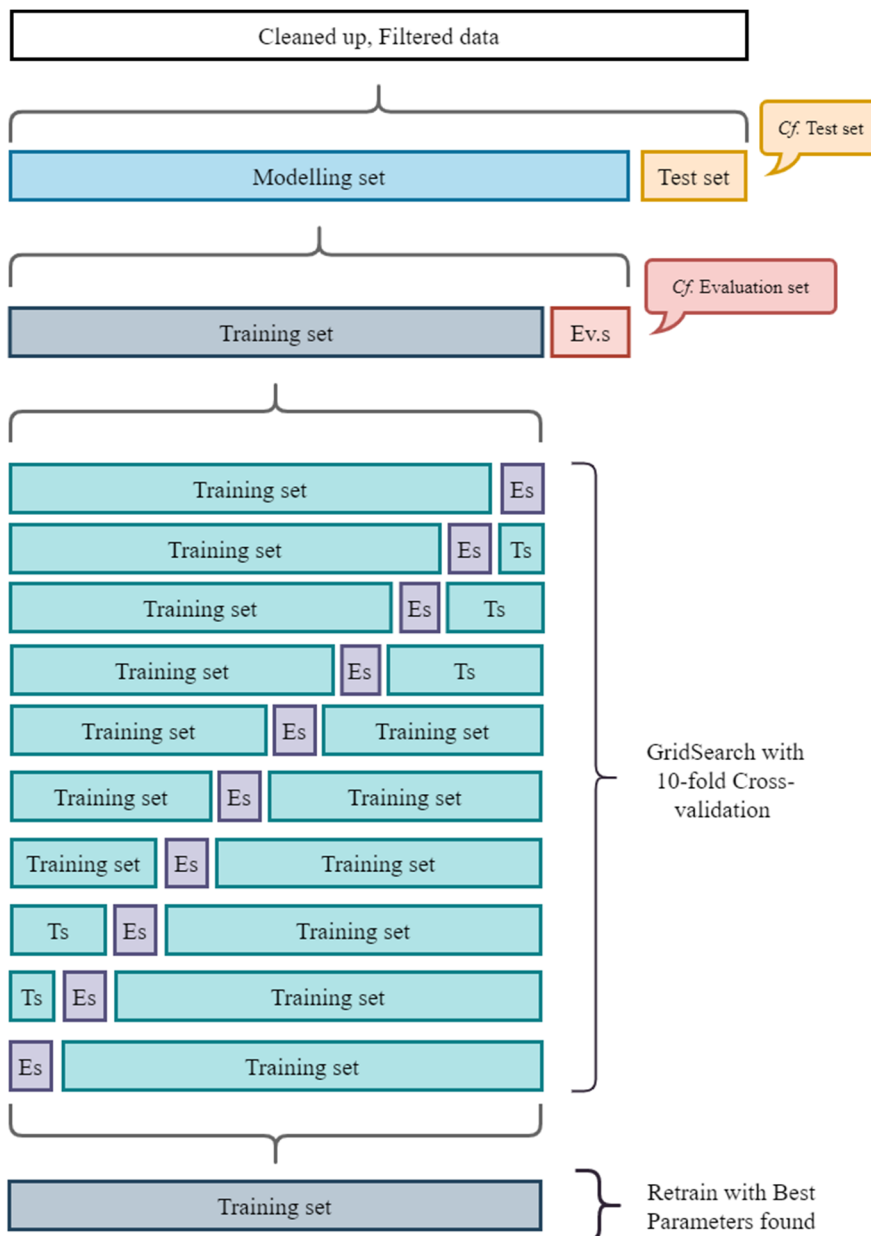 Cleaned up, Filtered data
Cf. Test set
Modelling set
Test set
Cf. Evaluation set
Training set
Ev.s
Training set
Es
Training set
Es
Ts
Training set
Es
Ts
Training set
Es
Ts
Training set
Es
Training set
GridSearch with
10-fold Cross-
validation
Training set
Es
Training set
Training set
Es
Training set
Ts
Es
Training set
Ts
Es
Training set
Es
Training set
Training set
Retrain with Best
Parameters found